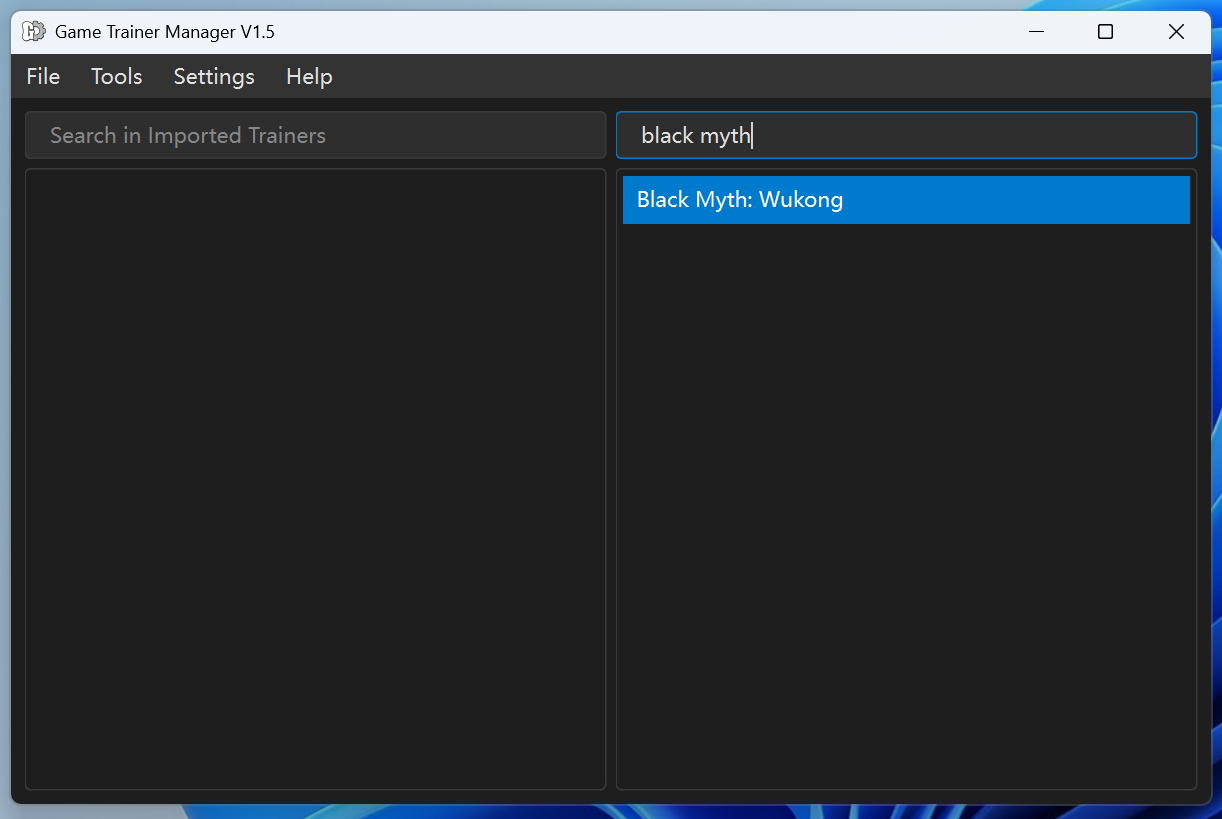 Game Trainer Manager V1.5
File Tools Settings Help
Search in Imported Trainers
black myth
Black Myth: Wukong